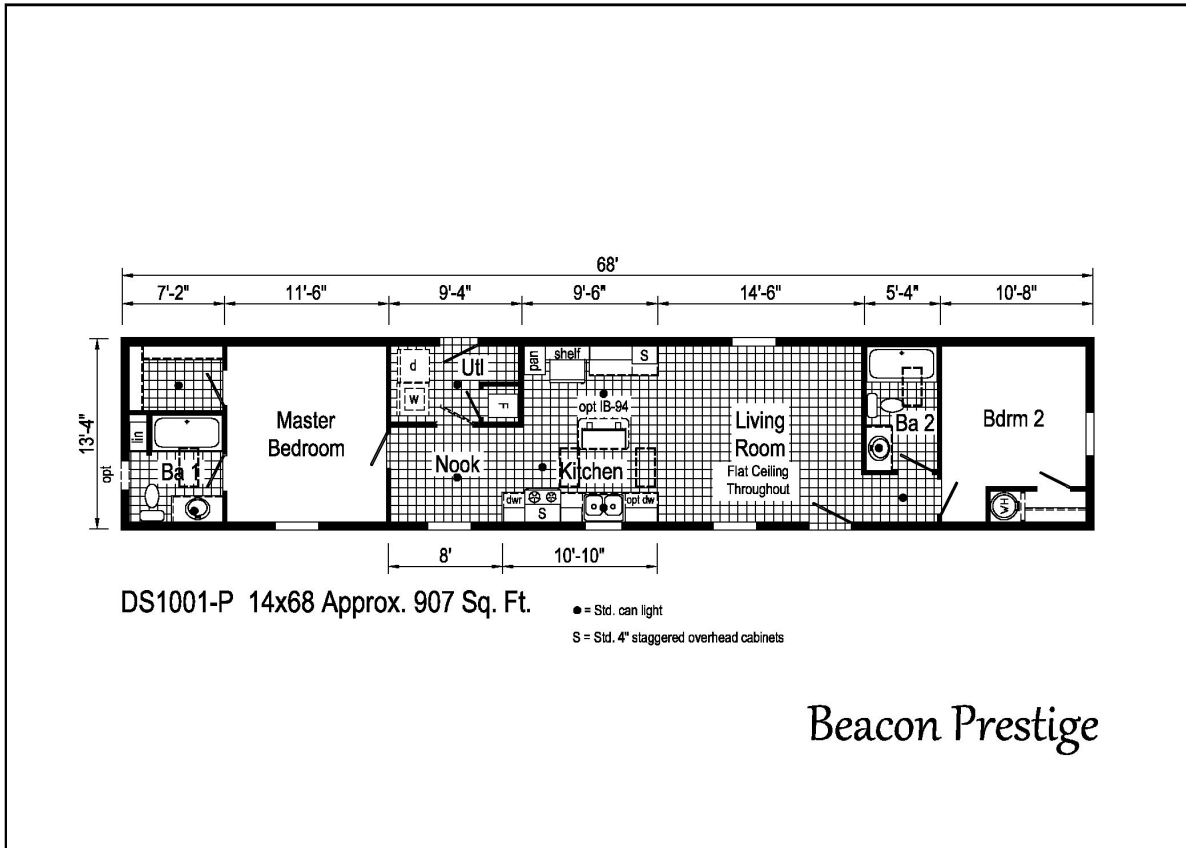 68'
7'-2" 11'-6" 9'-4" 9'-6" 14'-6" 5'-4" 10'-8"
13'-4"
opt
lin
Ba 1
Master
Bedroom
d
w
Utl
F
Nook
pan
shelf
S
opt IB-94
Kitchen
dwr
S
opt dw
Living
Room
Flat Ceiling
Throughout
Ba 2
Bdrm 2
WH
8' 10'-10"
DS1001-P 14x68 Approx. 907 Sq. Ft.
● = Std. can light
S = Std. 4" staggered overhead cabinets
Beacon Prestige